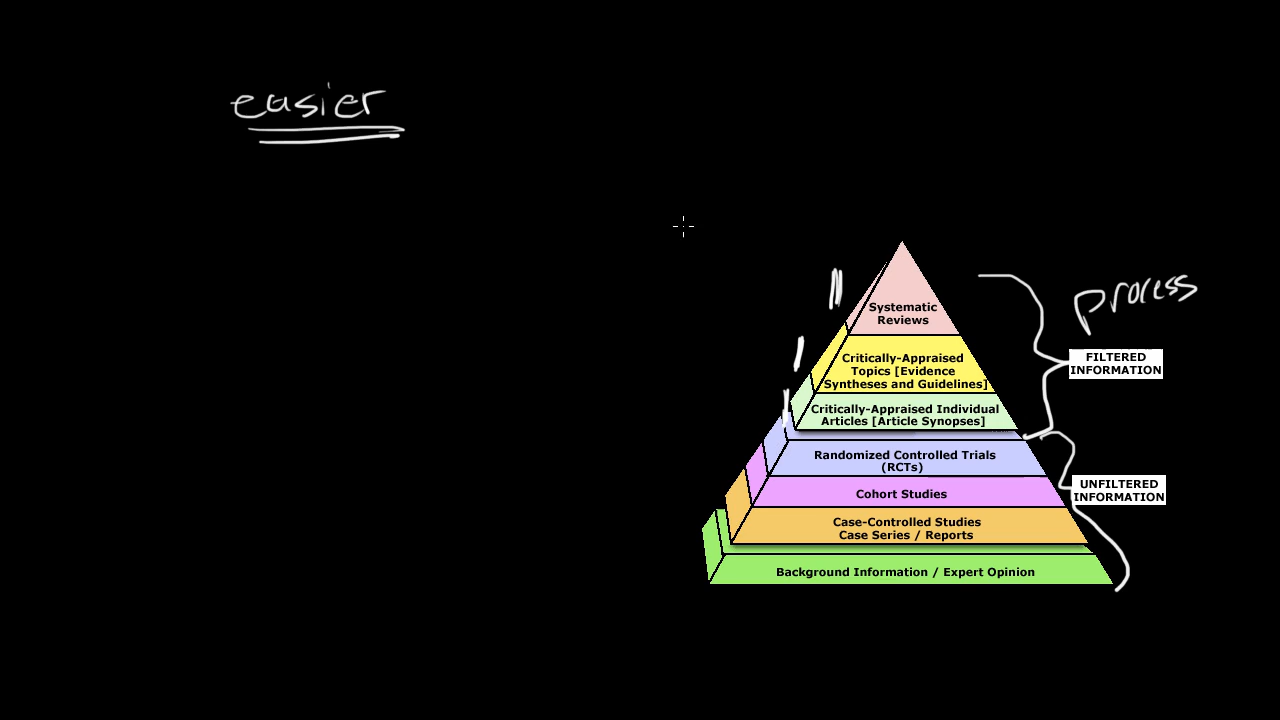 easier
process
Systematic
Reviews
Critically-Appraised
Topics [Evidence
Syntheses and Guidelines]
FILTERED
INFORMATION
Critically-Appraised Individual
Articles [Article Synopses]
Randomized Controlled Trials
(RCTs)
UNFILTERED
INFORMATION
Cohort Studies
Case-Controlled Studies
Case Series / Reports
Background Information / Expert Opinion